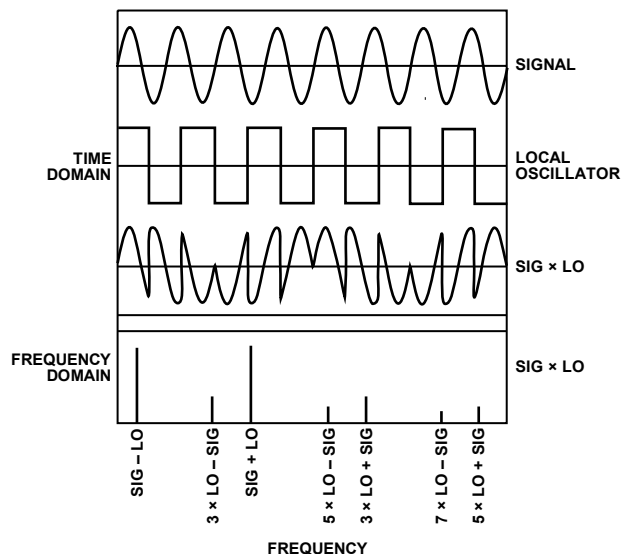 SIGNAL
TIME
DOMAIN
LOCAL
OSCILLATOR
SIG × LO
FREQUENCY
DOMAIN
SIG × LO
SIG – LO
3 × LO – SIG
SIG + LO
5 × LO – SIG
3 × LO + SIG
7 × LO – SIG
5 × LO + SIG
FREQUENCY